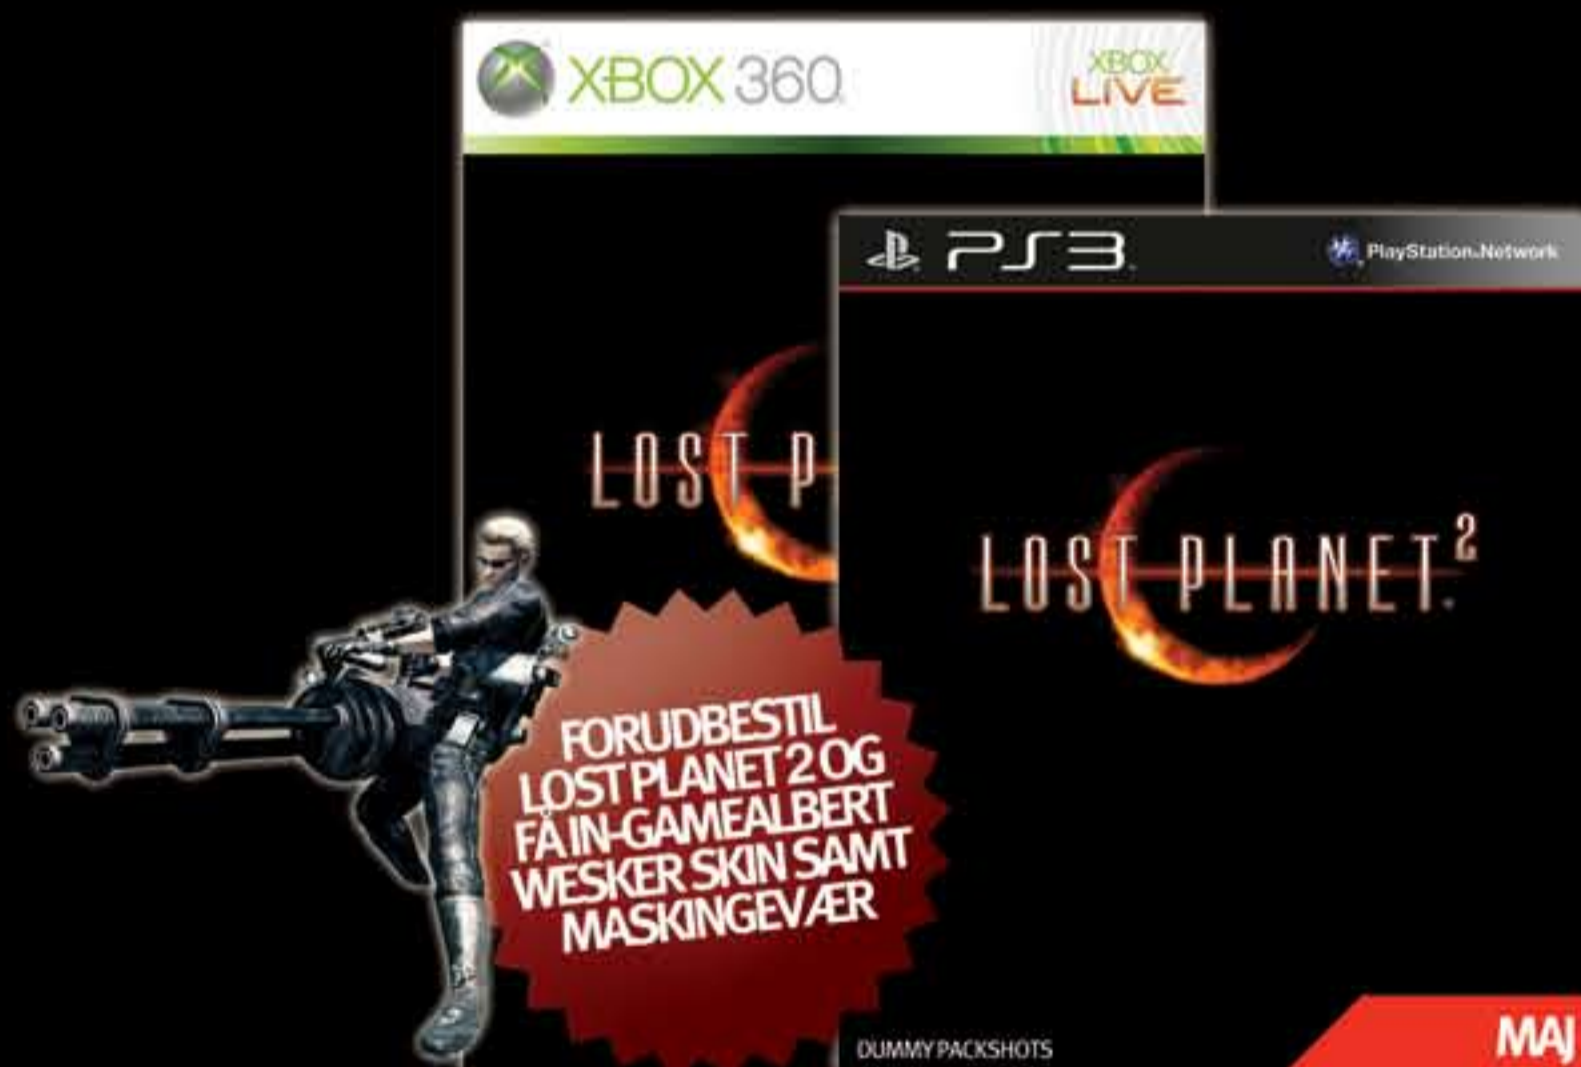 XBOX 360
XBOX
LIVE
PS3
PlayStation Network
LOST P
LOST PLANET 2
FORUDBESTIL
LOST PLANET 2 OG
FÅ IN-GAMEALBERT
WESKER SKIN SAMT
MASKINGEVÆR
DUMMY PACKSHOTS
MAJ